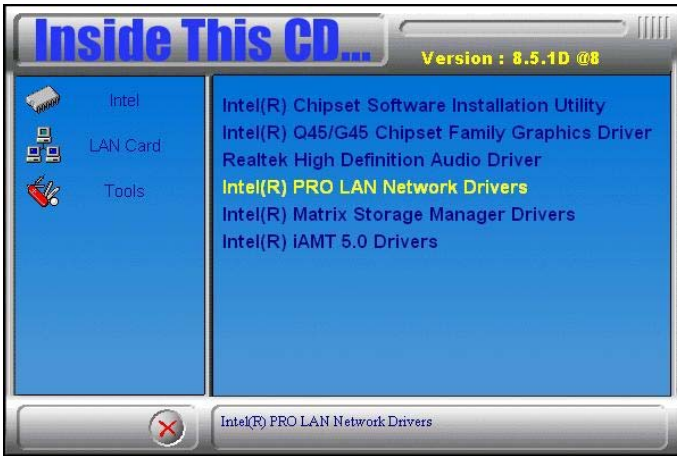 Inside This CD...
Version : 8.5.1D @8
Intel
LAN Card
Tools
Intel(R) Chipset Software Installation Utility
Intel(R) Q45/G45 Chipset Family Graphics Driver
Realtek High Definition Audio Driver
Intel(R) PRO LAN Network Drivers
Intel(R) Matrix Storage Manager Drivers
Intel(R) iAMT 5.0 Drivers
Intel(R) PRO LAN Network Drivers